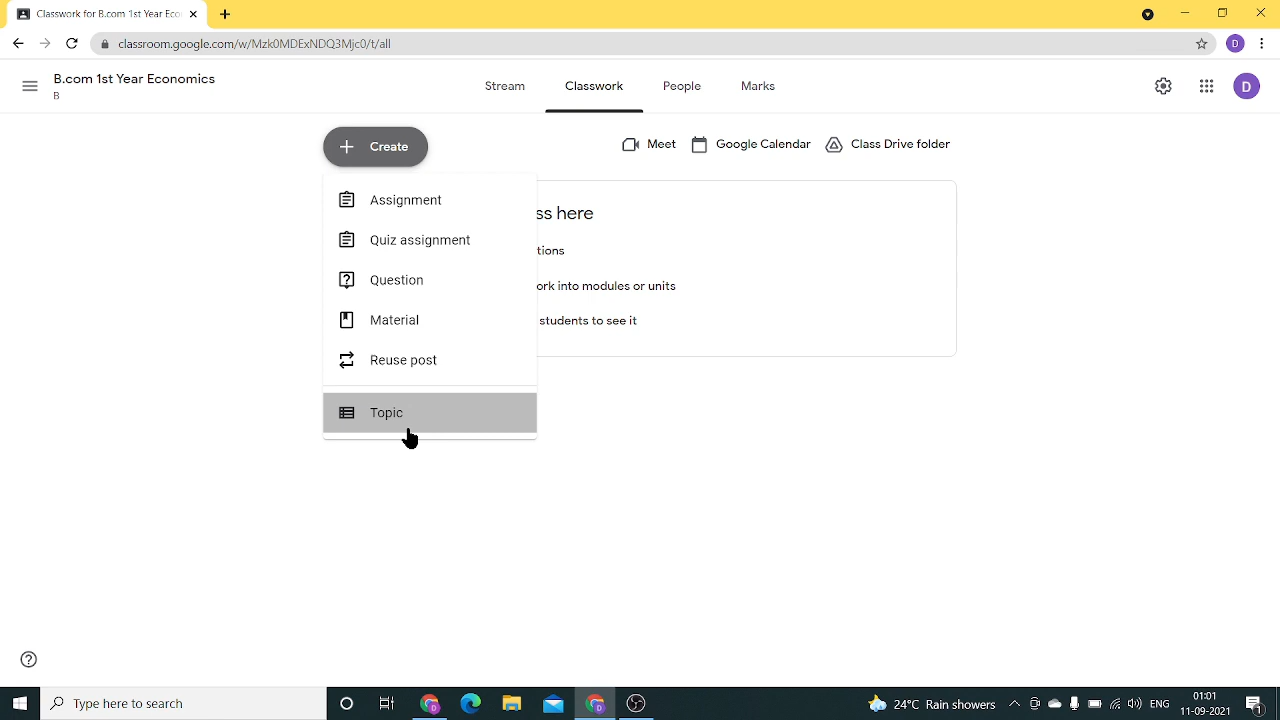 Classwork for B.com 1st Year Eco
classroom.google.com/w/Mzk0MDExNDQ3Mjc0/t/all
D
B.com 1st Year Economics
B
Stream
Classwork
People
Marks
D
Create
Meet
Google Calendar
Class Drive folder
Assignment
Quiz assignment
Question
Material
Reuse post
Topic
ss here
tions
ork into modules or units
students to see it
Type here to search
24°C Rain showers
ENG
01:01
11-09-2021
1